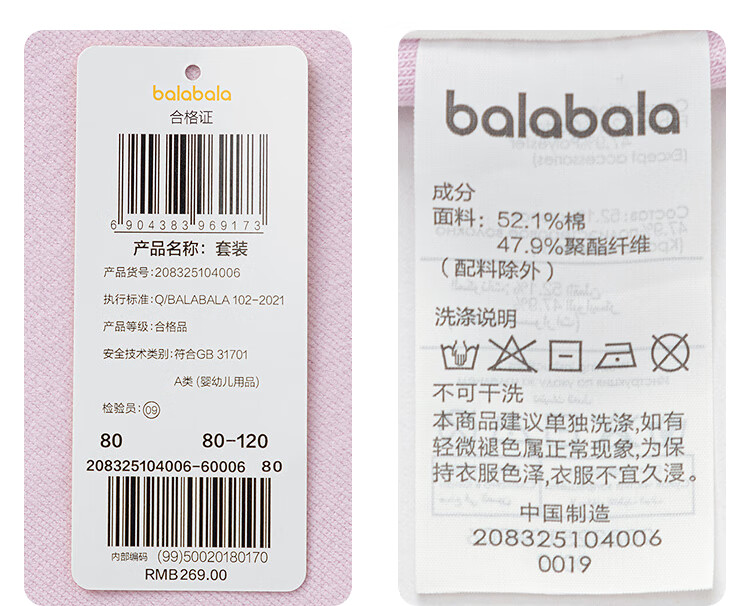 balabala
合格证
6 904383 969173
产品名称：套装
产品货号:208325104006
执行标准:Q/BALABALA 102-2021
产品等级:合格品
安全技术类别:符合GB 31701
A类 (婴幼儿用品)
检验员:09
80 80-120
208325104006-60006 80
内部编码 (99)50020180170
RMB269.00
balabala
成分
面料：52.1%棉
47.9%聚酯纤维
（配料除外）
洗涤说明
不可干洗
本商品建议单独洗涤,如有
轻微褪色属正常现象,为保
持衣服色泽,衣服不宜久浸。
中国制造
208325104006
0019